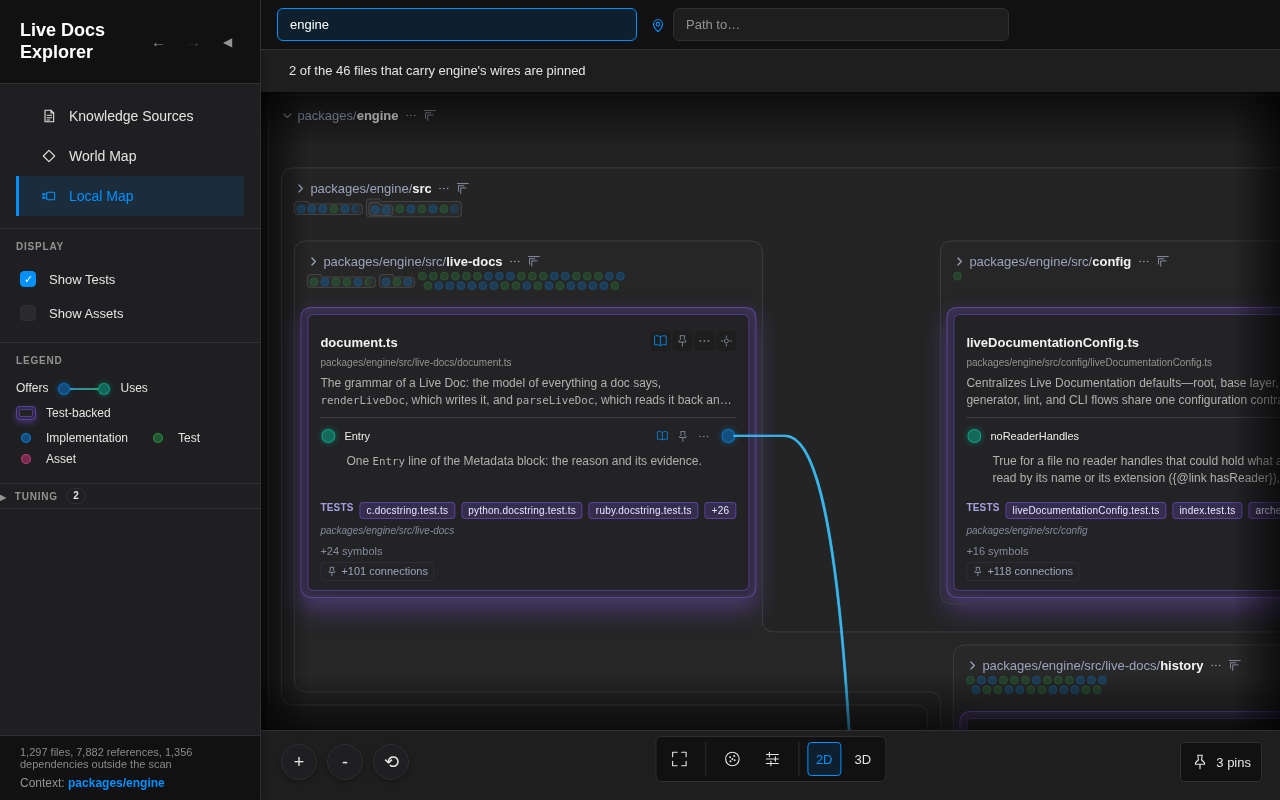 Live Docs
Explorer
← → ◀
Knowledge Sources
World Map
Local Map
DISPLAY
Show Tests
Show Assets
LEGEND
Offers Uses
Test-backed
Implementation Test
Asset
TUNING 2
1,297 files, 7,882 references, 1,356
dependencies outside the scan
Context: packages/engine
engine
Path to…
2 of the 46 files that carry engine's wires are pinned
packages/engine ⋯
packages/engine/src ⋯
packages/engine/src/live-docs ⋯
packages/engine/src/config ⋯
document.ts
packages/engine/src/live-docs/document.ts
The grammar of a Live Doc: the model of everything a doc says,
renderLiveDoc, which writes it, and parseLiveDoc, which reads it back an…
Entry
One Entry line of the Metadata block: the reason and its evidence.
TESTS c.docstring.test.ts python.docstring.test.ts ruby.docstring.test.ts +26
packages/engine/src/live-docs
+24 symbols
+101 connections
liveDocumentationConfig.ts
packages/engine/src/config/liveDocumentationConfig.ts
Centralizes Live Documentation defaults—root, base layer,
generator, lint, and CLI flows share one configuration contra
noReaderHandles
True for a file no reader handles that could hold what a
read by its name or its extension ({@link hasReader}),
TESTS liveDocumentationConfig.test.ts index.test.ts arche
packages/engine/src/config
+16 symbols
+118 connections
packages/engine/src/live-docs/history ⋯
+ - ⟲
2D 3D
3 pins